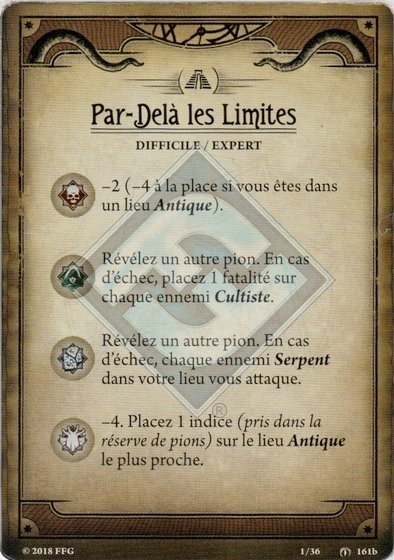 Par-Delà les Limites
DIFFICILE / EXPERT
–2 (–4 à la place si vous êtes dans
un lieu Antique).
Révélez un autre pion. En cas
d'échec, placez 1 fatalité sur
chaque ennemi Cultiste.
Révélez un autre pion. En cas
d'échec, chaque ennemi Serpent
dans votre lieu vous attaque.
®
–4. Placez 1 indice (pris dans la
réserve de pions) sur le lieu Antique
le plus proche.
© 2018 FFG
1/36
161b